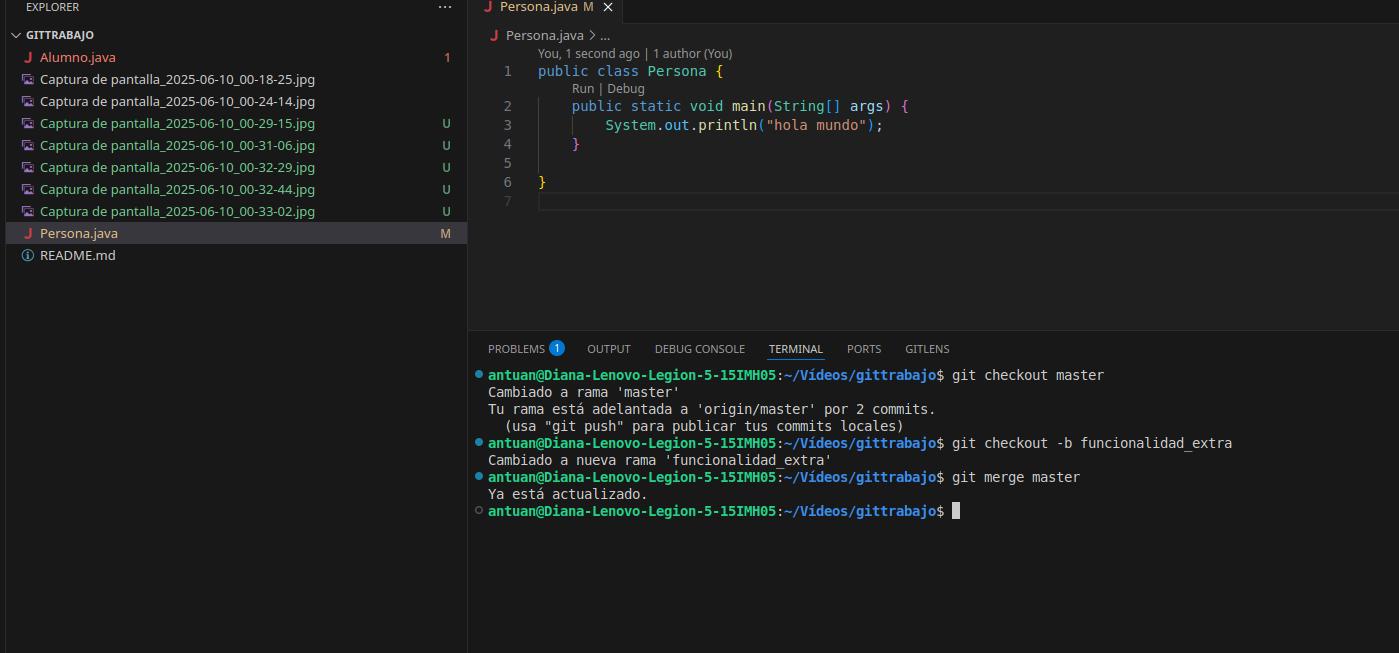 EXPLORER
GITTRABAJO
Alumno.java 1
Captura de pantalla_2025-06-10_00-18-25.jpg
Captura de pantalla_2025-06-10_00-24-14.jpg
Captura de pantalla_2025-06-10_00-29-15.jpg U
Captura de pantalla_2025-06-10_00-31-06.jpg U
Captura de pantalla_2025-06-10_00-32-29.jpg U
Captura de pantalla_2025-06-10_00-32-44.jpg U
Captura de pantalla_2025-06-10_00-33-02.jpg U
Persona.java M
README.md
Persona.java M
Persona.java > ...
You, 1 second ago | 1 author (You)
1 public class Persona {
Run | Debug
2 public static void main(String[] args) {
3 System.out.println("hola mundo");
4 }
5
6 }
7
PROBLEMS 1 OUTPUT DEBUG CONSOLE TERMINAL PORTS GITLENS
antuan@Diana-Lenovo-Legion-5-15IMH05:~/Vídeos/gittrabajo$ git checkout master
Cambiado a rama 'master'
Tu rama está adelantada a 'origin/master' por 2 commits.
(usa "git push" para publicar tus commits locales)
antuan@Diana-Lenovo-Legion-5-15IMH05:~/Vídeos/gittrabajo$ git checkout -b funcionalidad_extra
Cambiado a nueva rama 'funcionalidad_extra'
antuan@Diana-Lenovo-Legion-5-15IMH05:~/Vídeos/gittrabajo$ git merge master
Ya está actualizado.
antuan@Diana-Lenovo-Legion-5-15IMH05:~/Vídeos/gittrabajo$